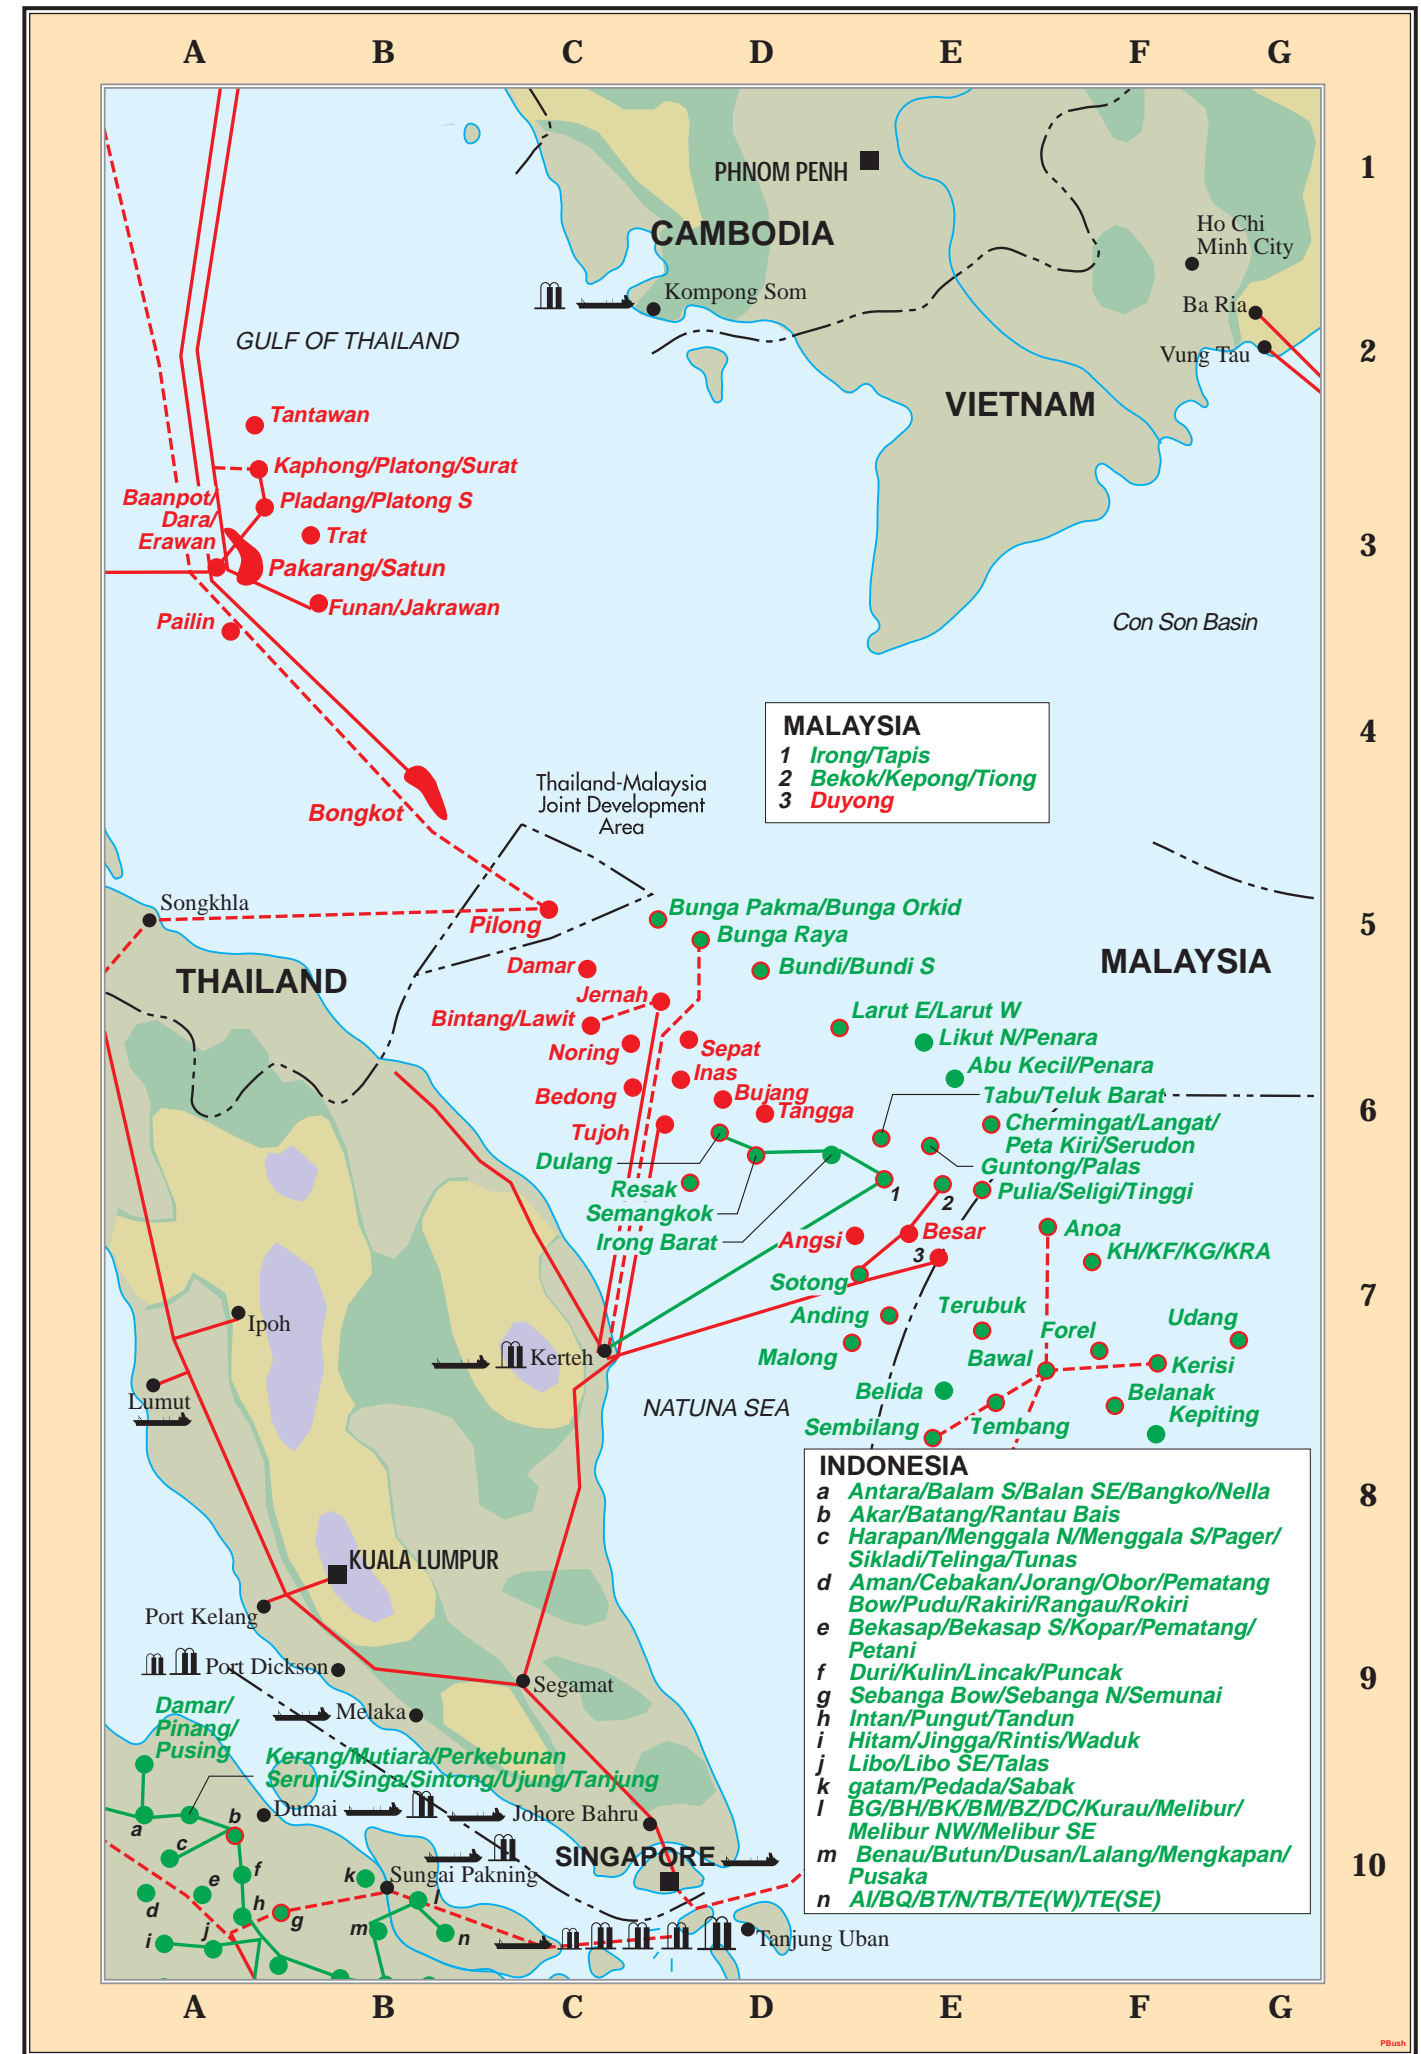 A B C D E F G
1
PHNOM PENH
CAMBODIA
Ho Chi
Minh City
Kompong Som
Ba Ria
GULF OF THAILAND
Vung Tau
2
VIETNAM
Tantawan
Kaphong/Platong/Surat
Baanpot/
Dara/
Erawan
Pladang/Platong S
Trat
3
Pakarang/Satun
Funan/Jakrawan
Pailin
Con Son Basin
MALAYSIA
1 Irong/Tapis
2 Bekok/Kepong/Tiong
3 Duyong
4
Thailand-Malaysia
Joint Development
Area
Bongkot
Songkhla
Pilong
Bunga Pakma/Bunga Orkid
5
Bunga Raya
THAILAND
Damar
Bundi/Bundi S
MALAYSIA
Jernah
Bintang/Lawit
Larut E/Larut W
Noring
Sepat
Likut N/Penara
Inas
Abu Kecil/Penara
Bedong
Bujang
Tabu/Teluk Barat
Tangga
6
Tujoh
Chermingat/Langat/
Peta Kiri/Serudon
Dulang
Guntong/Palas
Resak
1
2
Pulia/Seligi/Tinggi
Semangkok
Irong Barat
Angsi
Besar
Anoa
3
KH/KF/KG/KRA
Sotong
7
Anding
Terubuk
Udang
Ipoh
Forel
Kerteh
Malong
Bawal
Kerisi
Lumut
Belida
Belanak
NATUNA SEA
Kepiting
Sembilang
Tembang
INDONESIA
a Antara/Balam S/Balan SE/Bangko/Nella
b Akar/Batang/Rantau Bais
c Harapan/Menggala N/Menggala S/Pager/
Sikladi/Telinga/Tunas
d Aman/Cebakan/Jorang/Obor/Pematang
Bow/Pudu/Rakiri/Rangau/Rokiri
e Bekasap/Bekasap S/Kopar/Pematang/
Petani
f Duri/Kulin/Lincak/Puncak
g Sebanga Bow/Sebanga N/Semunai
h Intan/Pungut/Tandun
i Hitam/Jingga/Rintis/Waduk
j Libo/Libo SE/Talas
k gatam/Pedada/Sabak
l BG/BH/BK/BM/BZ/DC/Kurau/Melibur/
Melibur NW/Melibur SE
m Benau/Butun/Dusan/Lalang/Mengkapan/
Pusaka
n AI/BQ/BT/N/TB/TE(W)/TE(SE)
8
KUALA LUMPUR
Port Kelang
Port Dickson
Segamat
9
Melaka
Damar/
Pinang/
Pusing
Kerang/Mutiara/Perkebunan
Seruni/Singa/Sintong/Ujung/Tanjung
Dumai
Johore Bahru
a
b
c
SINGAPORE
10
Sungai Pakning
k
f
e
d
h
g
l
m
n
j
i
Tanjung Uban
A B C D E F G
PBush